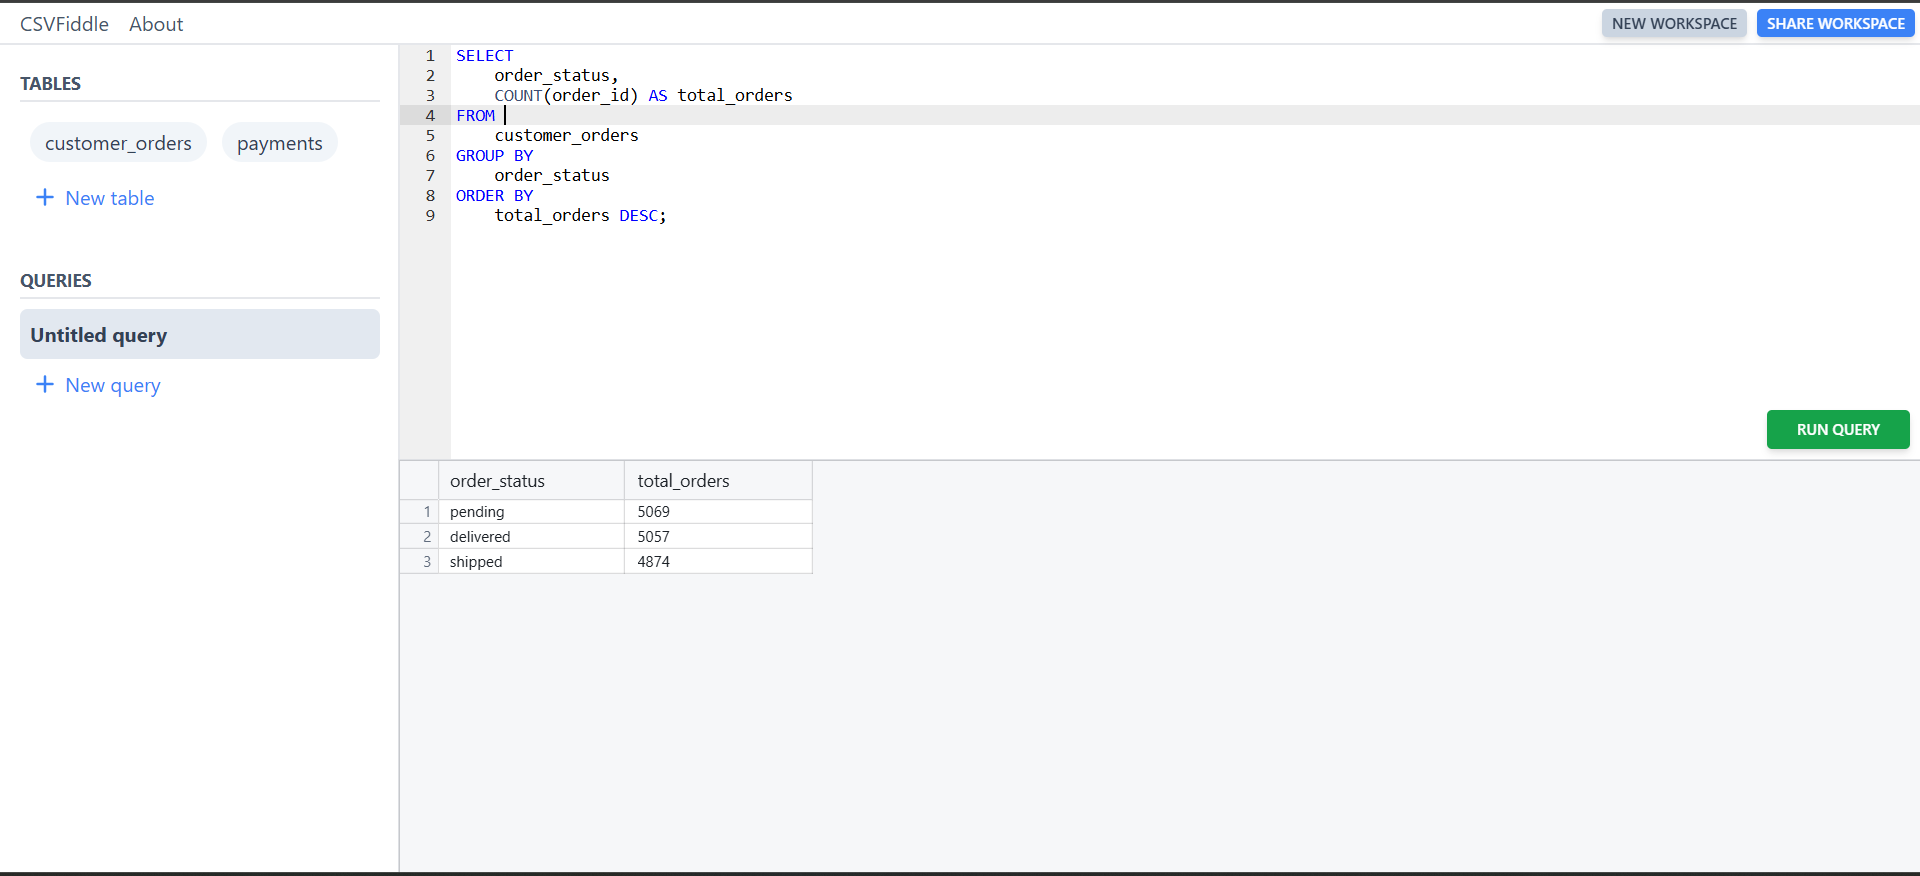 CSVFiddle About NEW WORKSPACE SHARE WORKSPACE
TABLES
customer_orders payments
+ New table
QUERIES
Untitled query
+ New query
1 SELECT
2     order_status,
3     COUNT(order_id) AS total_orders
4 FROM
5     customer_orders
6 GROUP BY
7     order_status
8 ORDER BY
9     total_orders DESC;
RUN QUERY
order_status total_orders
1 pending 5069
2 delivered 5057
3 shipped 4874